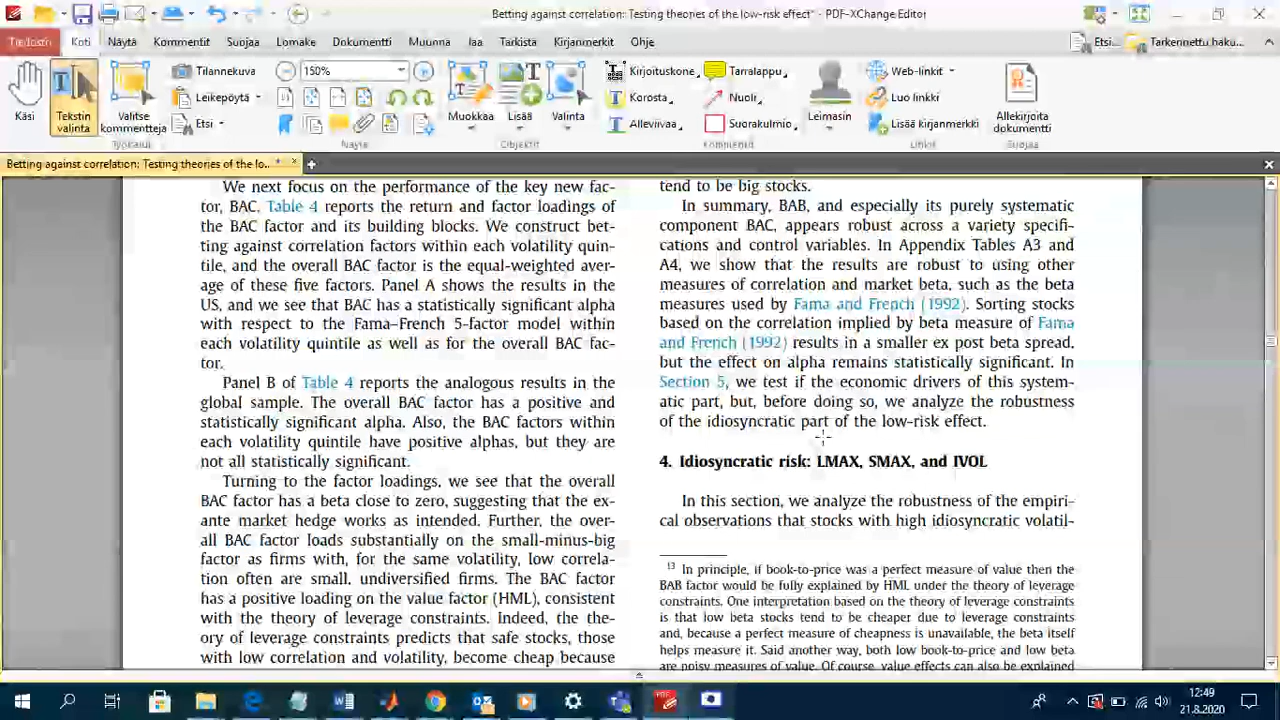 Betting against correlation: Testing theories of the low-risk effect* - PDF-XChange Editor
Tiedosto Koti Näytä Kommentit Suojaa Lomake Dokumentti Muunna Jaa Tarkista Kirjanmerkit Ohje
Etsi... Tarkennettu haku...
Käsi
Tekstin valinta
Valitse kommentteja
Tilannekuva
Leikepöytä
Etsi
150%
Muokkaa
Lisää
Valinta
Kirjoituskone
Korosta
Alleviivaa
Tarralappu
Nuoli
Suorakulmio
Leimasin
Web-linkit
Luo linkki
Lisää kirjanmerkki
Allekirjoita dokumentti
Työkalut Näytä Objektit Kommentit Linkit Suojaa
Betting against correlation: Testing theories of the lo.. *
We next focus on the performance of the key new fac-
tor, BAC. Table 4 reports the return and factor loadings of
the BAC factor and its building blocks. We construct bet-
ting against correlation factors within each volatility quin-
tile, and the overall BAC factor is the equal-weighted aver-
age of these five factors. Panel A shows the results in the
US, and we see that BAC has a statistically significant alpha
with respect to the Fama–French 5-factor model within
each volatility quintile as well as for the overall BAC fac-
tor.
Panel B of Table 4 reports the analogous results in the
global sample. The overall BAC factor has a positive and
statistically significant alpha. Also, the BAC factors within
each volatility quintile have positive alphas, but they are
not all statistically significant.
Turning to the factor loadings, we see that the overall
BAC factor has a beta close to zero, suggesting that the ex-
ante market hedge works as intended. Further, the over-
all BAC factor loads substantially on the small-minus-big
factor as firms with, for the same volatility, low correla-
tion often are small, undiversified firms. The BAC factor
has a positive loading on the value factor (HML), consistent
with the theory of leverage constraints. Indeed, the the-
ory of leverage constraints predicts that safe stocks, those
with low correlation and volatility, become cheap because
tend to be big stocks.
In summary, BAB, and especially its purely systematic
component BAC, appears robust across a variety specifi-
cations and control variables. In Appendix Tables A3 and
A4, we show that the results are robust to using other
measures of correlation and market beta, such as the beta
measures used by Fama and French (1992). Sorting stocks
based on the correlation implied by beta measure of Fama
and French (1992) results in a smaller ex post beta spread,
but the effect on alpha remains statistically significant. In
Section 5, we test if the economic drivers of this system-
atic part, but, before doing so, we analyze the robustness
of the idiosyncratic part of the low-risk effect.
4. Idiosyncratic risk: LMAX, SMAX, and IVOL
In this section, we analyze the robustness of the empiri-
cal observations that stocks with high idiosyncratic volatil-
13 In principle, if book-to-price was a perfect measure of value then the
BAB factor would be fully explained by HML under the theory of leverage
constraints. One interpretation based on the theory of leverage constraints
is that low beta stocks tend to be cheaper due to leverage constraints
and, because a perfect measure of cheapness is unavailable, the beta itself
helps measure it. Said another way, both low book-to-price and low beta
are noisy measures of value. Of course, value effects can also be explained
12:49
21.8.2020